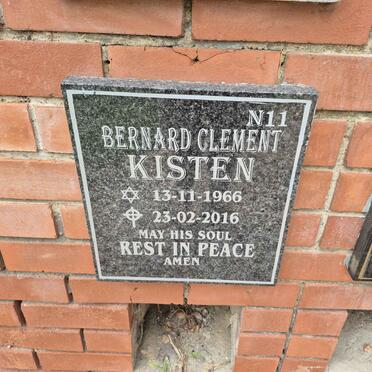 N11
BERNARD CLEMENT
KISTEN
✡ 13-11-1966
✞ 23-02-2016
MAY HIS SOUL
REST IN PEACE
AMEN